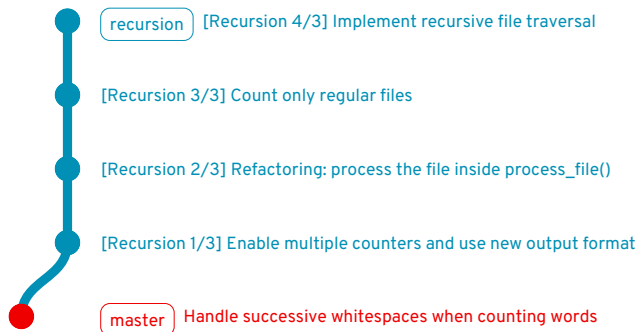 recursion [Recursion 4/3] Implement recursive file traversal
[Recursion 3/3] Count only regular files
[Recursion 2/3] Refactoring: process the file inside process_file()
[Recursion 1/3] Enable multiple counters and use new output format
master Handle successive whitespaces when counting words